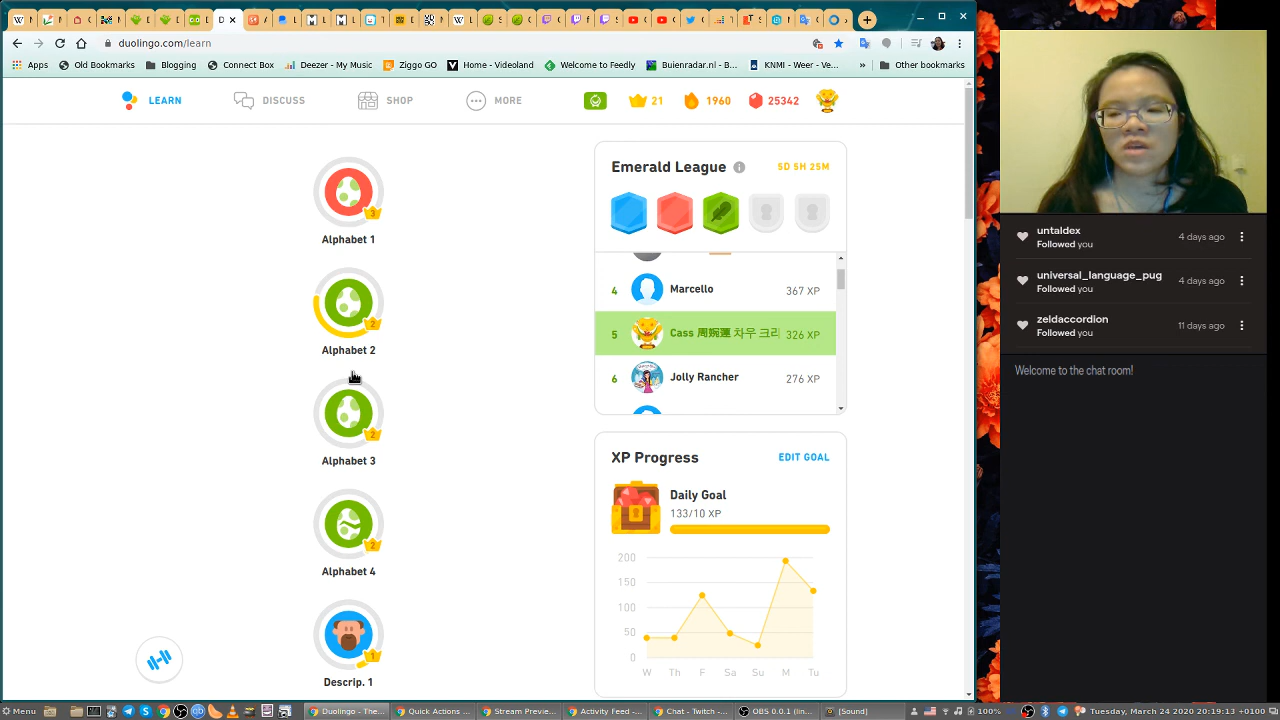 duolingo.com/learn
Apps
Old Bookmarks
Blogging
Connect Box
Deezer - My Music
Ziggo GO
Home - Videoland
Welcome to Feedly
Buienradar.nl - B...
KNMI - Weer - Ve...
»
Other bookmarks
LEARN
DISCUSS
SHOP
MORE
21
1960
25342
3
Alphabet 1
2
Alphabet 2
2
Alphabet 3
2
Alphabet 4
1
Descrip. 1
Emerald League
5D 5H 25M
4 Marcello 367 XP
5 Cass 周婉蓮 차우 크리 326 XP
6 Jolly Rancher 276 XP
XP Progress
EDIT GOAL
Daily Goal
133/10 XP
200
150
100
50
0
W Th F Sa Su M Tu
untaldex
4 days ago
Followed you
universal_language_pug
4 days ago
Followed you
zeldaccordion
11 days ago
Followed you
Welcome to the chat room!
Menu
Duolingo - The...
Quick Actions ...
Stream Preview...
Activity Feed -...
Chat - Twitch -...
OBS 0.0.1 (lin...
[Sound]
100%
Tuesday, March 24 2020, 20:19:13 +0100